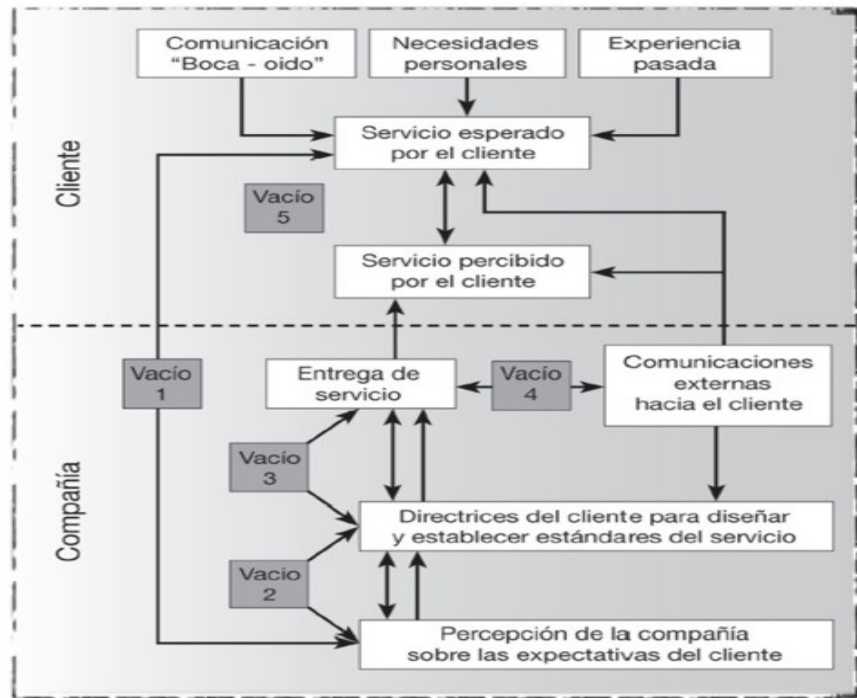 Cliente
Comunicación
“Boca - oido”
Necesidades
personales
Experiencia
pasada
Servicio esperado
por el cliente
Vacío
5
Servicio percibido
por el cliente
Compañía
Vacío
1
Entrega de
servicio
Vacío
4
Comunicaciones
externas
hacia el cliente
Vacío
3
Directrices del cliente para diseñar
y establecer estándares del servicio
Vacio
2
Percepción de la compañía
sobre las expectativas del cliente